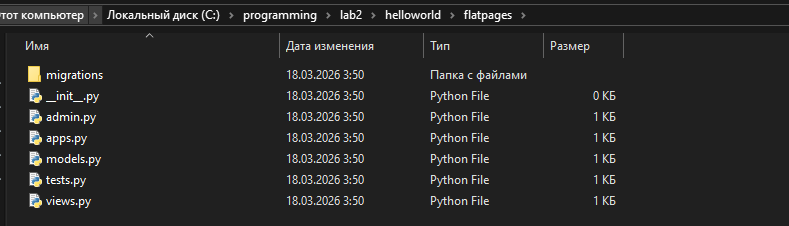 этот компьютер > Локальный диск (C:) > programming > lab2 > helloworld > flatpages >
Имя Дата изменения Тип Размер
migrations 18.03.2026 3:50 Папка с файлами
__init__.py 18.03.2026 3:50 Python File 0 КБ
admin.py 18.03.2026 3:50 Python File 1 КБ
apps.py 18.03.2026 3:50 Python File 1 КБ
models.py 18.03.2026 3:50 Python File 1 КБ
tests.py 18.03.2026 3:50 Python File 1 КБ
views.py 18.03.2026 3:50 Python File 1 КБ